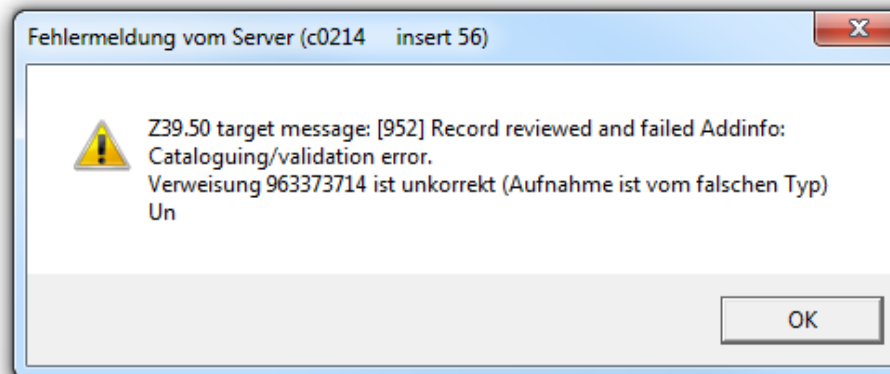 Fehlermeldung vom Server (c0214 insert 56)
Z39.50 target message: [952] Record reviewed and failed Addinfo:
Cataloguing/validation error.
Verweisung 963373714 ist unkorrekt (Aufnahme ist vom falschen Typ)
Un
OK